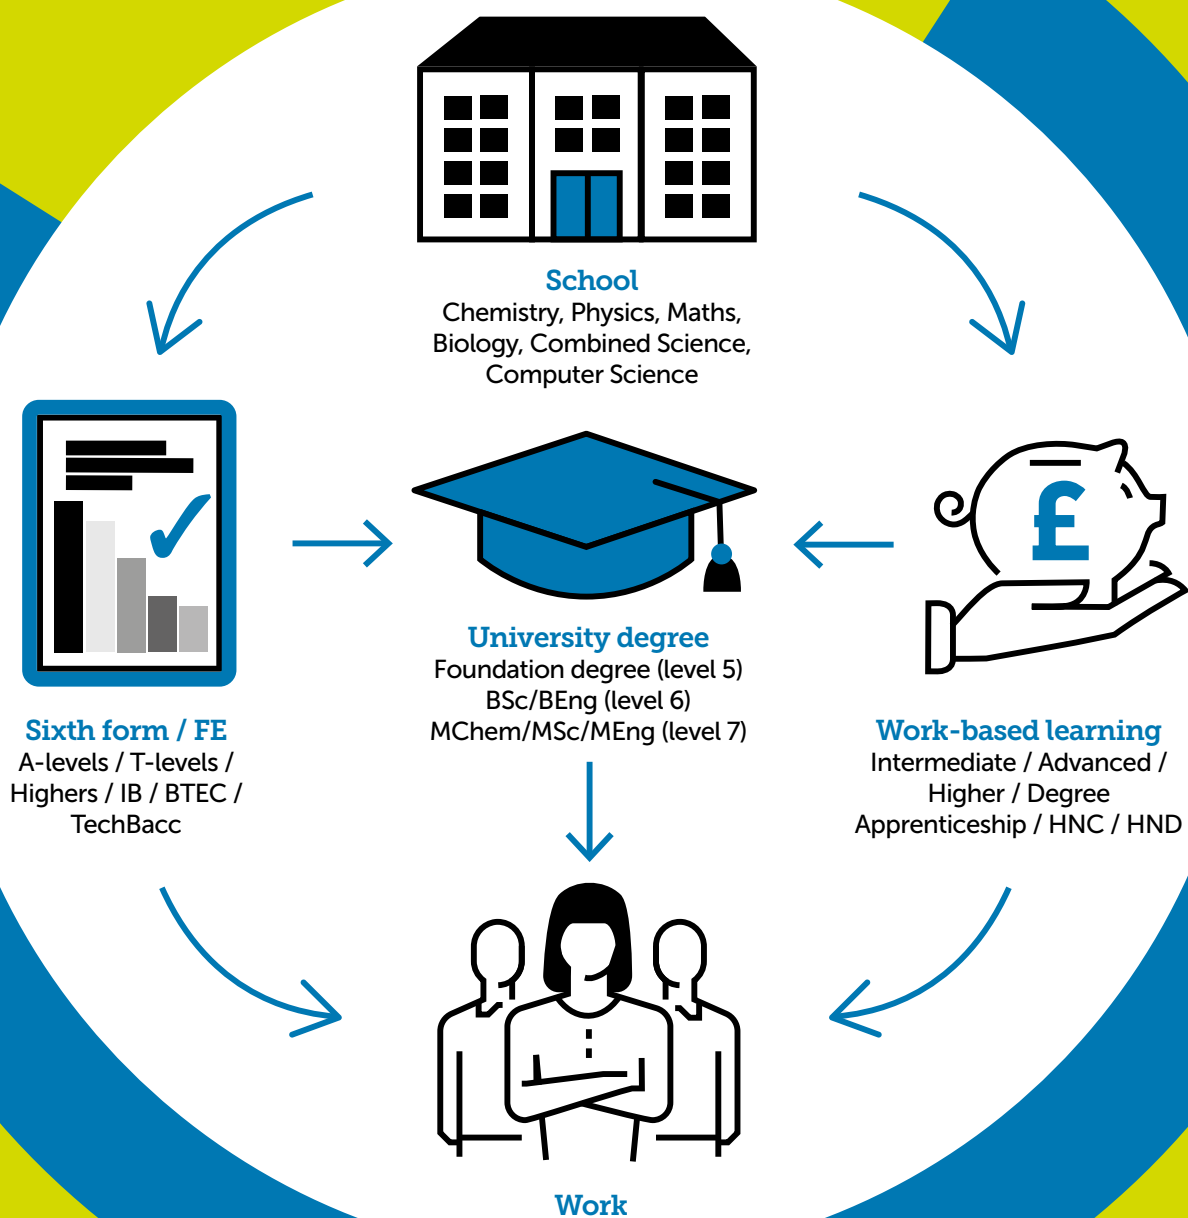 School
Chemistry, Physics, Maths,
Biology, Combined Science,
Computer Science
£
University degree
Foundation degree (level 5)
BSc/BEng (level 6)
MChem/MSc/MEng (level 7)
Sixth form / FE
A-levels / T-levels /
Highers / IB / BTEC /
TechBacc
Work-based learning
Intermediate / Advanced /
Higher / Degree
Apprenticeship / HNC / HND
Work